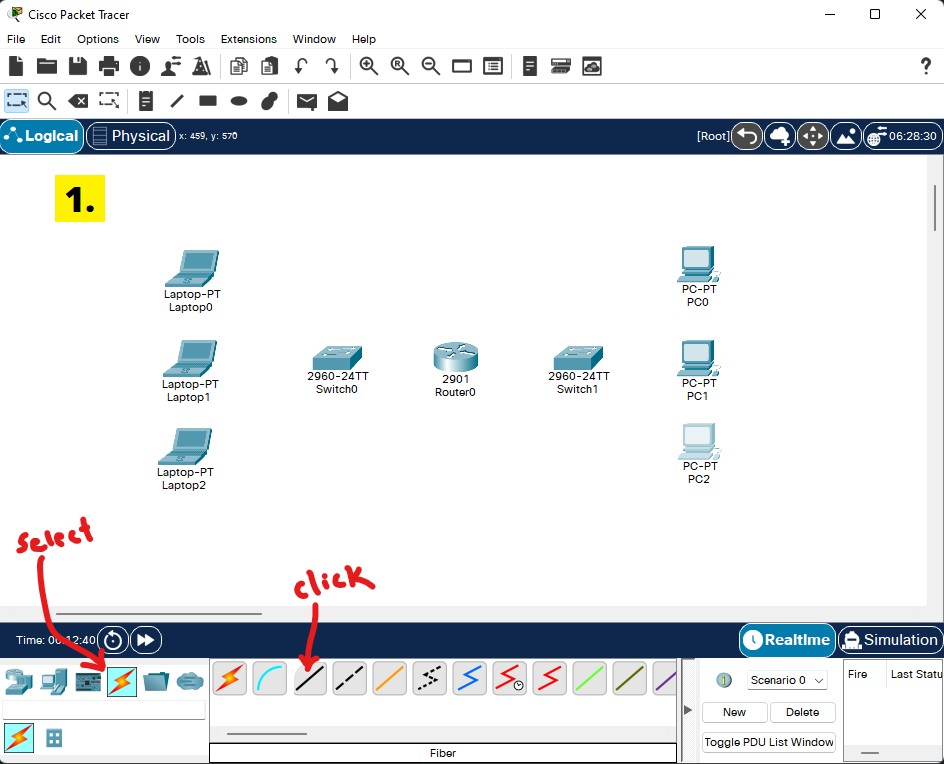 Cisco Packet Tracer
File Edit Options View Tools Extensions Window Help
Logical Physical x: 459, y: 570 [Root] 06:28:30
1.
Laptop-PT
Laptop0
PC-PT
PC0
Laptop-PT
Laptop1
2960-24TT
Switch0
2901
Router0
2960-24TT
Switch1
PC-PT
PC1
Laptop-PT
Laptop2
PC-PT
PC2
select
click
Time: 00:12:40 Realtime Simulation
Scenario 0 Fire Last Statu
New Delete
Toggle PDU List Window
Fiber